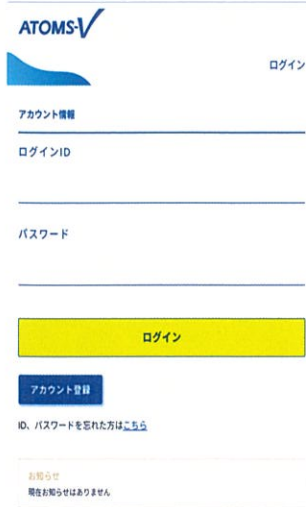 ATOMS-V
ログイン
アカウント情報
ログインID
パスワード
ログイン
アカウント登録
ID、パスワードを忘れた方はこちら
お知らせ
現在お知らせはありません